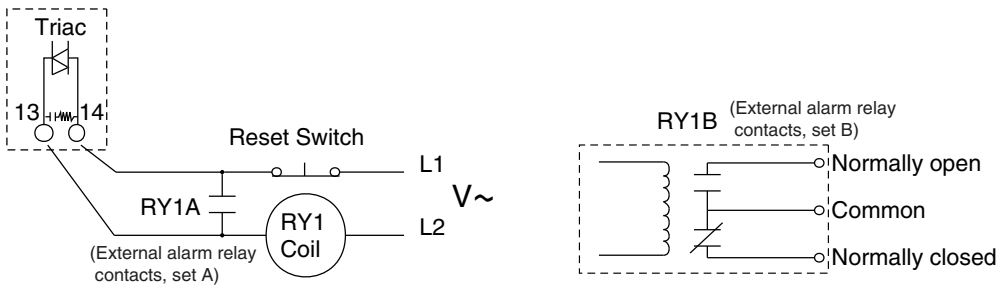 Triac
13 14
Reset Switch
L1
RY1A
V~
RY1
Coil
L2
(External alarm relay
contacts, set A)
RY1B
(External alarm relay
contacts, set B)
Normally open
Common
Normally closed